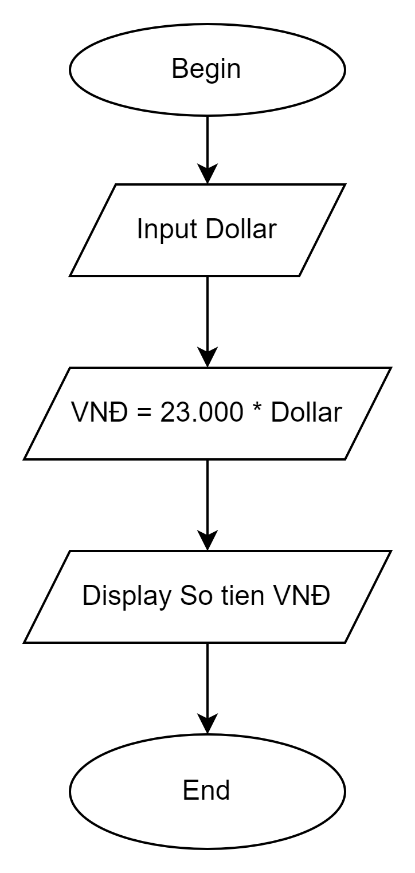 Begin
Input Dollar
VNĐ = 23.000 * Dollar
Display So tien VNĐ
End